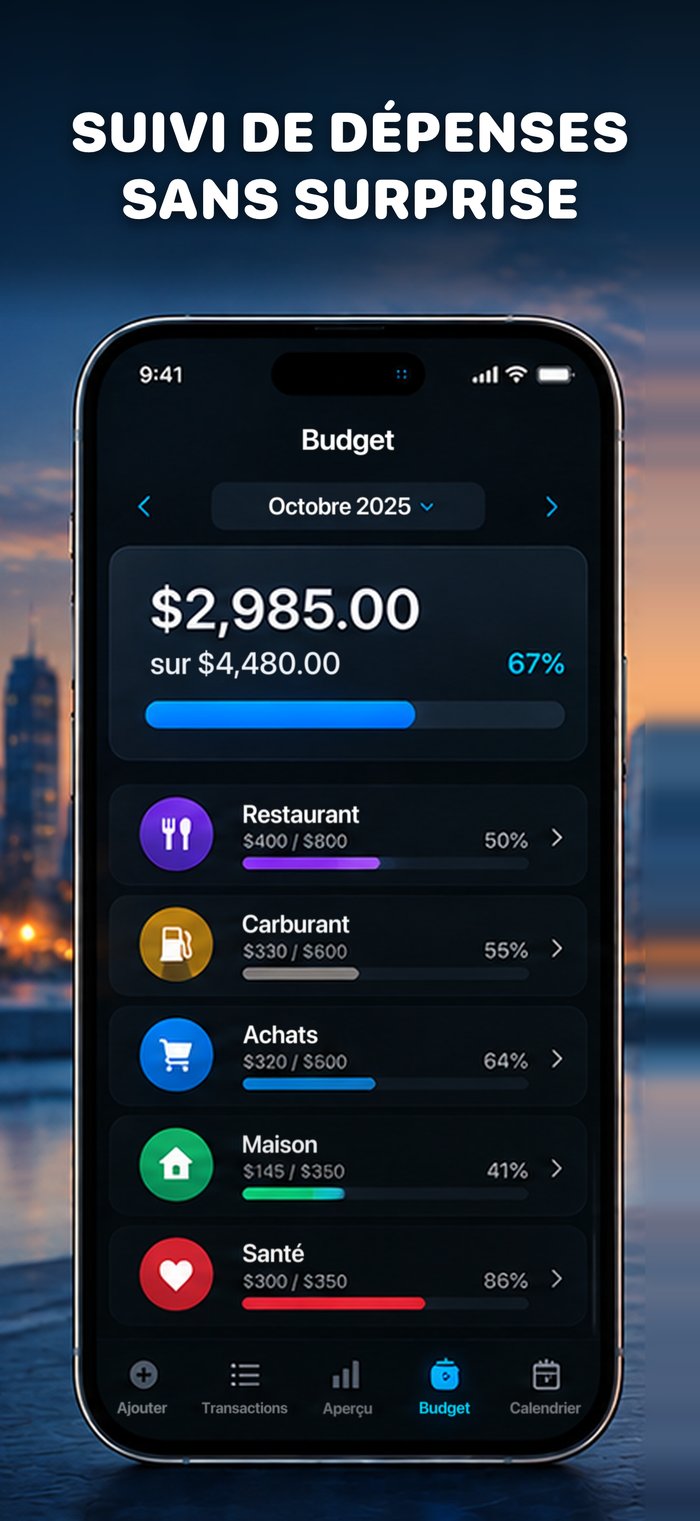 SUIVI DE DÉPENSES
SANS SURPRISE
9:41
Budget
Octobre 2025
$2,985.00
sur $4,480.00
67%
Restaurant
$400 / $800
50%
Carburant
$330 / $600
55%
Achats
$320 / $600
64%
Maison
$145 / $350
41%
Santé
$300 / $350
86%
Ajouter
Transactions
Aperçu
Budget
Calendrier